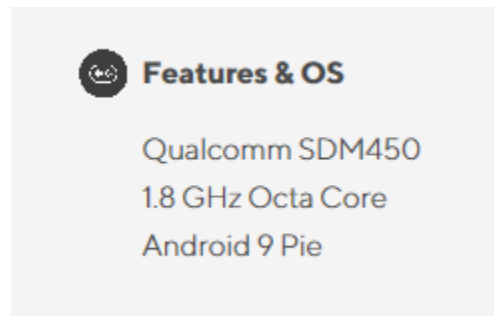 Features & OS
Qualcomm SDM450
1.8 GHz Octa Core
Android 9 Pie